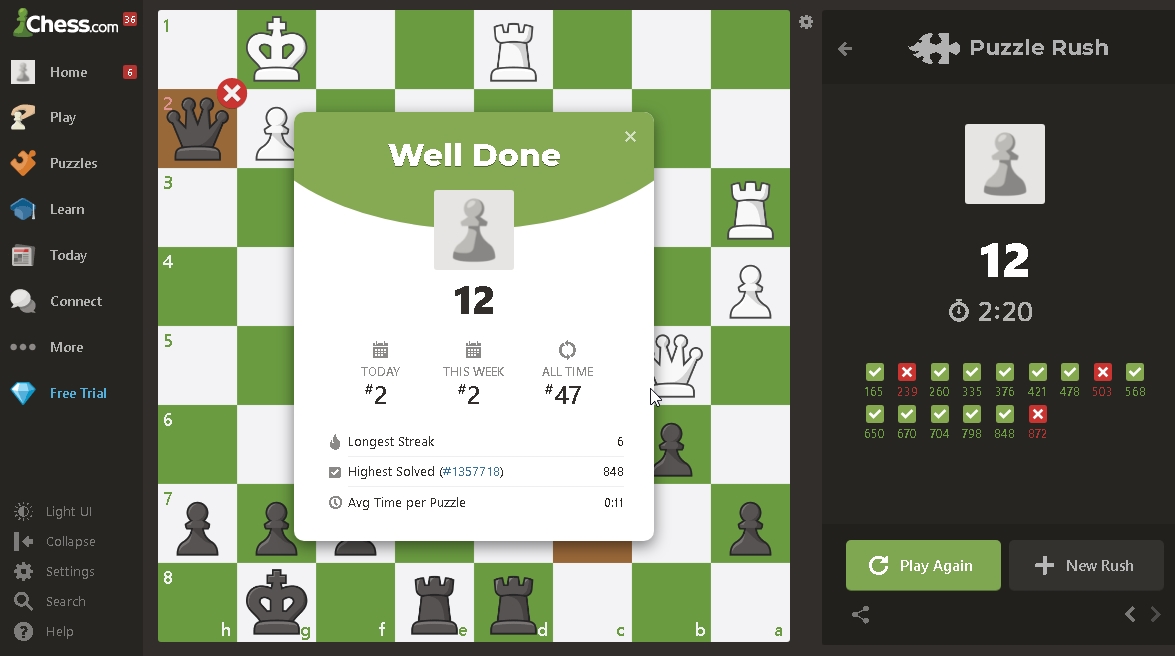 Chess.com 36
Home 6
Play
Puzzles
Learn
Today
Connect
More
Free Trial
Light UI
Collapse
Settings
Search
Help
1
2
3
4
5
6
7
8
h g f e d c b a
Well Done
12
TODAY THIS WEEK ALL TIME
#2 #2 #47
Longest Streak 6
Highest Solved (#1357718) 848
Avg Time per Puzzle 0:11
Puzzle Rush
12
2:20
165 239 260 335 376 421 478 503 568
650 670 704 798 848 872
Play Again New Rush